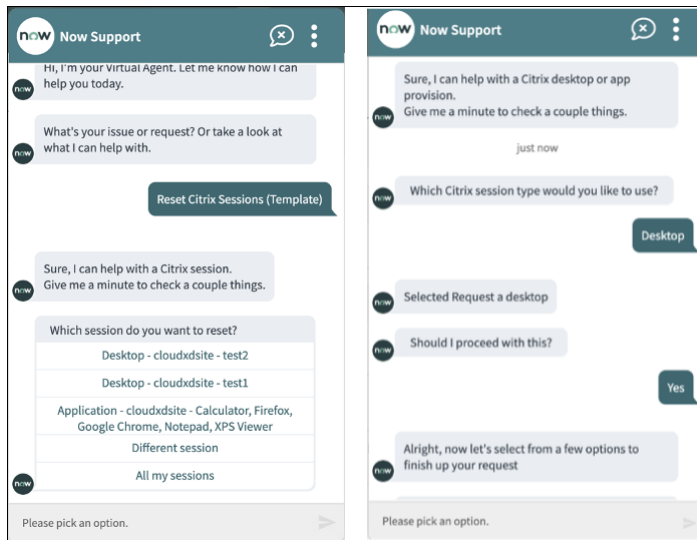 now Now Support
Hi, I'm your Virtual Agent. Let me know how I can
help you today.
now
What's your issue or request? Or take a look at
what I can help with.
now
Reset Citrix Sessions (Template)
Sure, I can help with a Citrix session.
Give me a minute to check a couple things.
now
Which session do you want to reset?
Desktop - cloudxdsite - test2
Desktop - cloudxdsite - test1
Application - cloudxdsite - Calculator, Firefox,
Google Chrome, Notepad, XPS Viewer
Different session
All my sessions
now
Please pick an option.
now Now Support
Sure, I can help with a Citrix desktop or app
provision.
Give me a minute to check a couple things.
now
just now
Which Citrix session type would you like to use?
now
Desktop
Selected Request a desktop
now
Should I proceed with this?
now
Yes
Alright, now let's select from a few options to
finish up your request
now
Please pick an option.